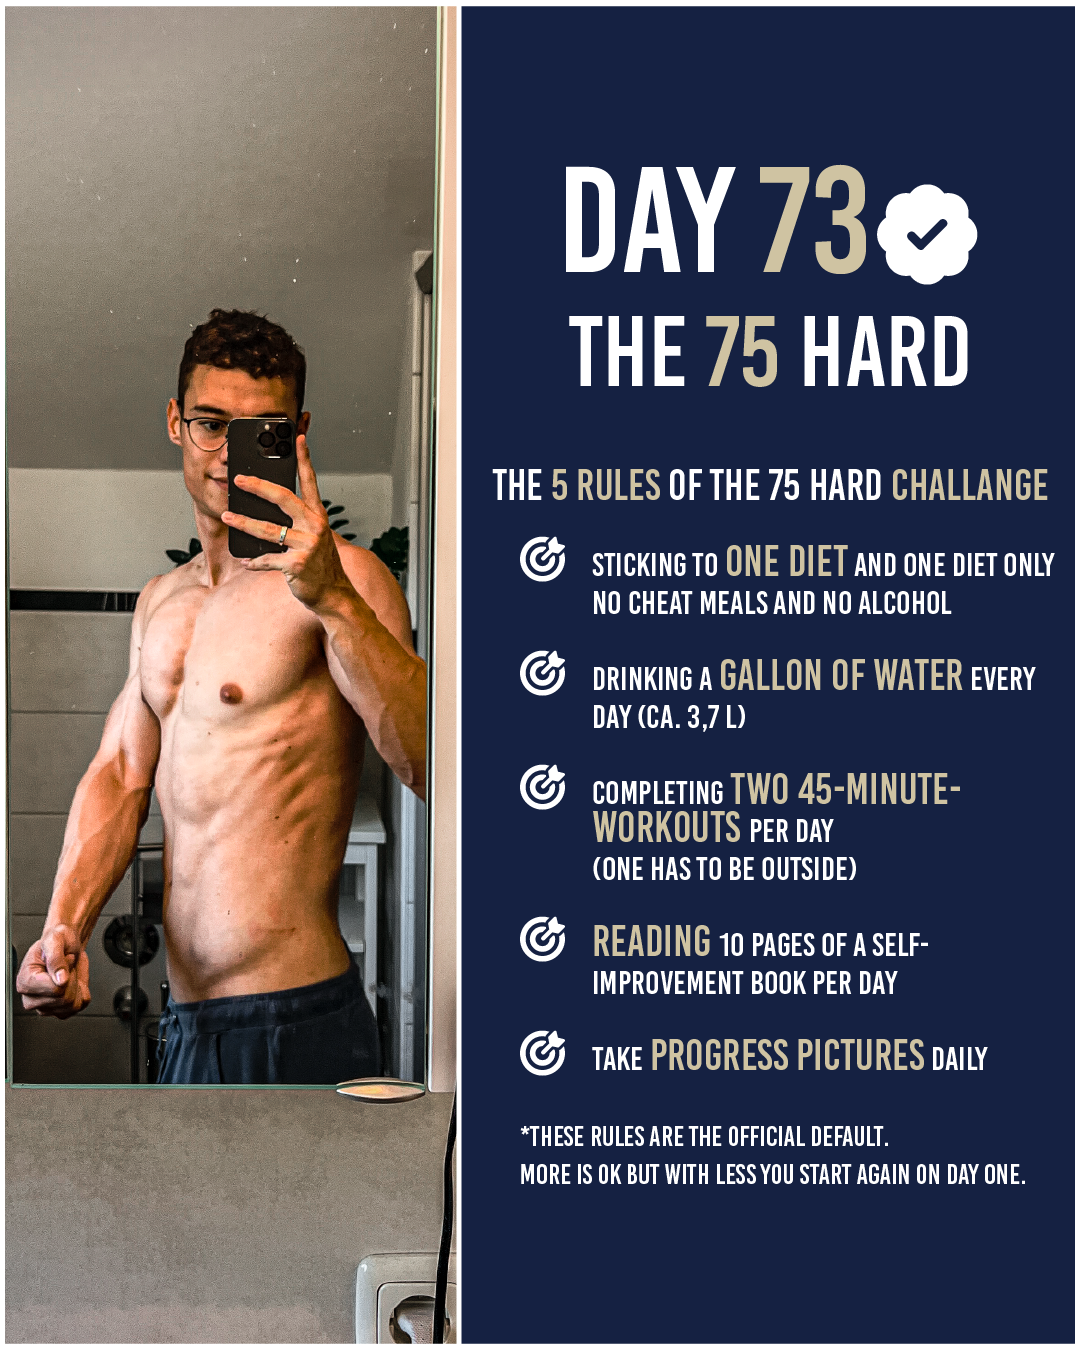 DAY 73
THE 75 HARD
THE 5 RULES OF THE 75 HARD CHALLANGE
STICKING TO ONE DIET AND ONE DIET ONLY
NO CHEAT MEALS AND NO ALCOHOL
DRINKING A GALLON OF WATER EVERY
DAY (CA. 3,7 L)
COMPLETING TWO 45-MINUTE-
WORKOUTS PER DAY
(ONE HAS TO BE OUTSIDE)
READING 10 PAGES OF A SELF-
IMPROVEMENT BOOK PER DAY
TAKE PROGRESS PICTURES DAILY
*THESE RULES ARE THE OFFICIAL DEFAULT.
MORE IS OK BUT WITH LESS YOU START AGAIN ON DAY ONE.